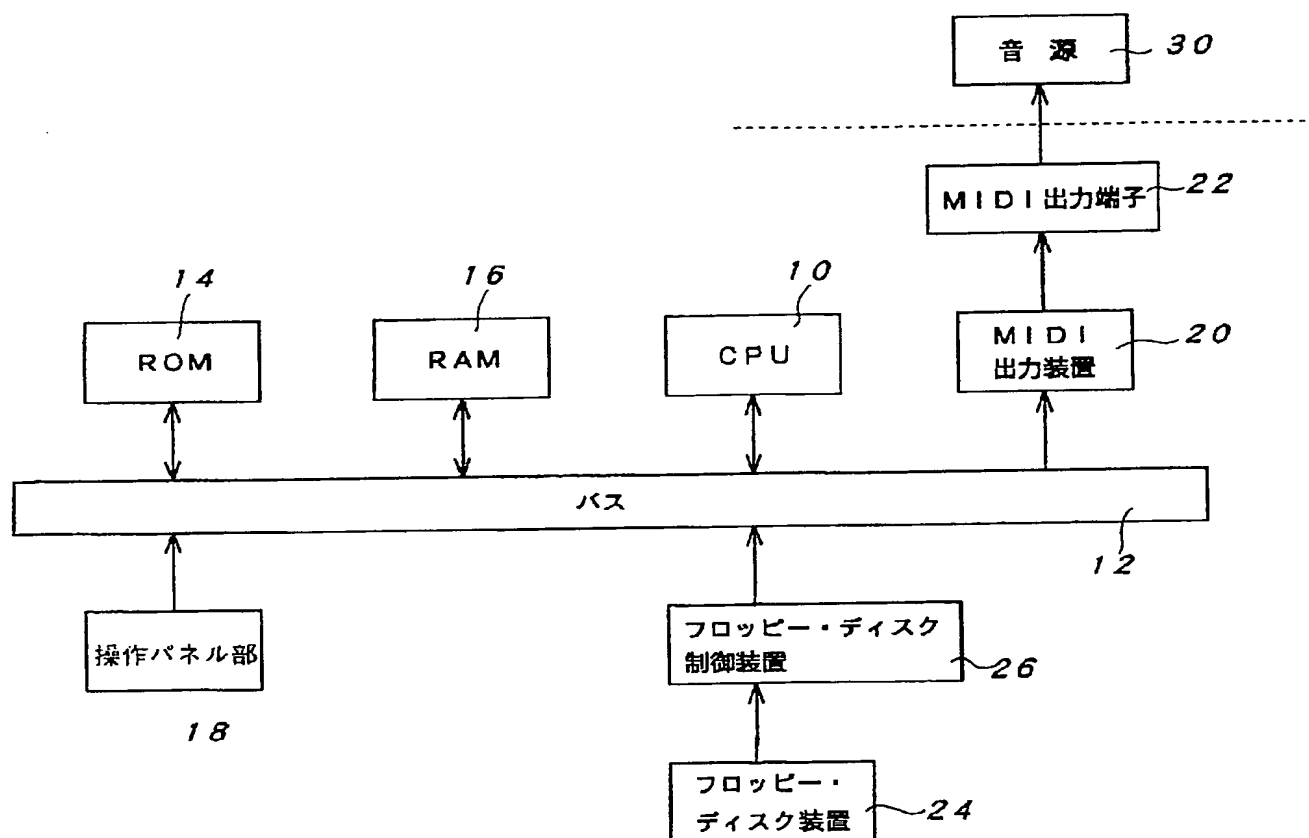 音 源
30
MIDI出力端子
22
14
16
10
ROM
RAM
CPU
MIDI
出力装置
20
バス
12
操作パネル部
18
フロッピー・ディスク
制御装置
26
フロッピー・
ディスク装置
24